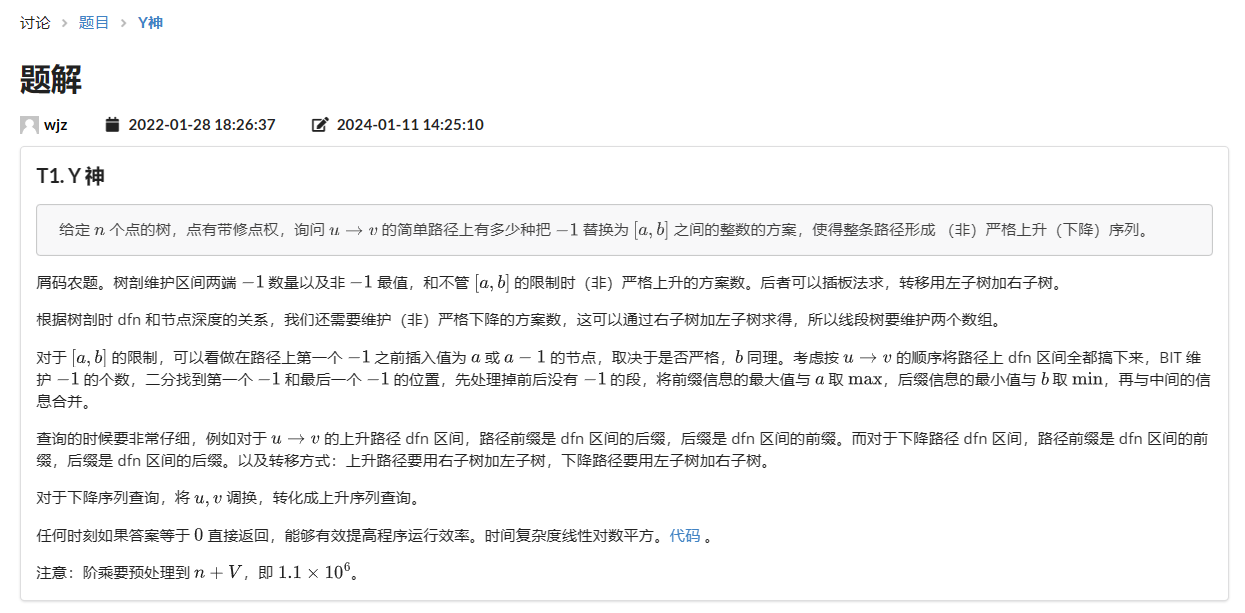 讨论 > 题目 > Y神
题解
wjz 2022-01-28 18:26:37 2024-01-11 14:25:10
T1. Y 神
给定 n 个点的树，点有带修点权，询问 u → v 的简单路径上有多少种把 −1 替换为 [a, b] 之间的整数的方案，使得整条路径形成 （非）严格上升（下降）序列。
屑码农题。树剖维护区间两端 −1 数量以及非 −1 最值，和不管 [a, b] 的限制时（非）严格上升的方案数。后者可以插板法求，转移用左子树加右子树。
根据树剖时 dfn 和节点深度的关系，我们还需要维护（非）严格下降的方案数，这可以通过右子树加左子树求得，所以线段树要维护两个数组。
对于 [a, b] 的限制，可以看做在路径上第一个 −1 之前插入值为 a 或 a − 1 的节点，取决于是否严格，b 同理。考虑按 u → v 的顺序将路径上 dfn 区间全都搞下来，BIT 维
护 −1 的个数，二分找到第一个 −1 和最后一个 −1 的位置，先处理掉前后没有 −1 的段，将前缀信息的最大值与 a 取 max，后缀信息的最小值与 b 取 min，再与中间的信
息合并。
查询的时候要非常仔细，例如对于 u → v 的上升路径 dfn 区间，路径前缀是 dfn 区间的后缀，后缀是 dfn 区间的前缀。而对于下降路径 dfn 区间，路径前缀是 dfn 区间的前
缀，后缀是 dfn 区间的后缀。以及转移方式：上升路径要用右子树加左子树，下降路径要用左子树加右子树。
对于下降序列查询，将 u, v 调换，转化成上升序列查询。
任何时刻如果答案等于 0 直接返回，能够有效提高程序运行效率。时间复杂度线性对数平方。代码 。
注意：阶乘要预处理到 n + V，即 1.1 × 10⁶。